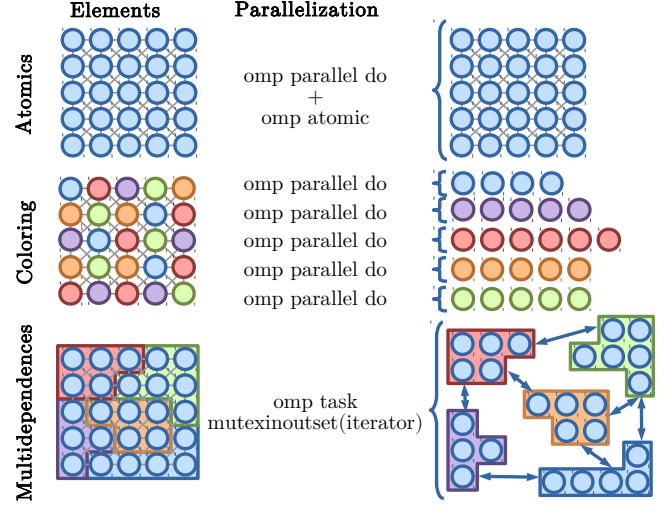 Elements
Parallelization
Atomics
omp parallel do
+
omp atomic
Coloring
omp parallel do
omp parallel do
omp parallel do
omp parallel do
omp parallel do
Multidependences
omp task
mutexinoutset(iterator)